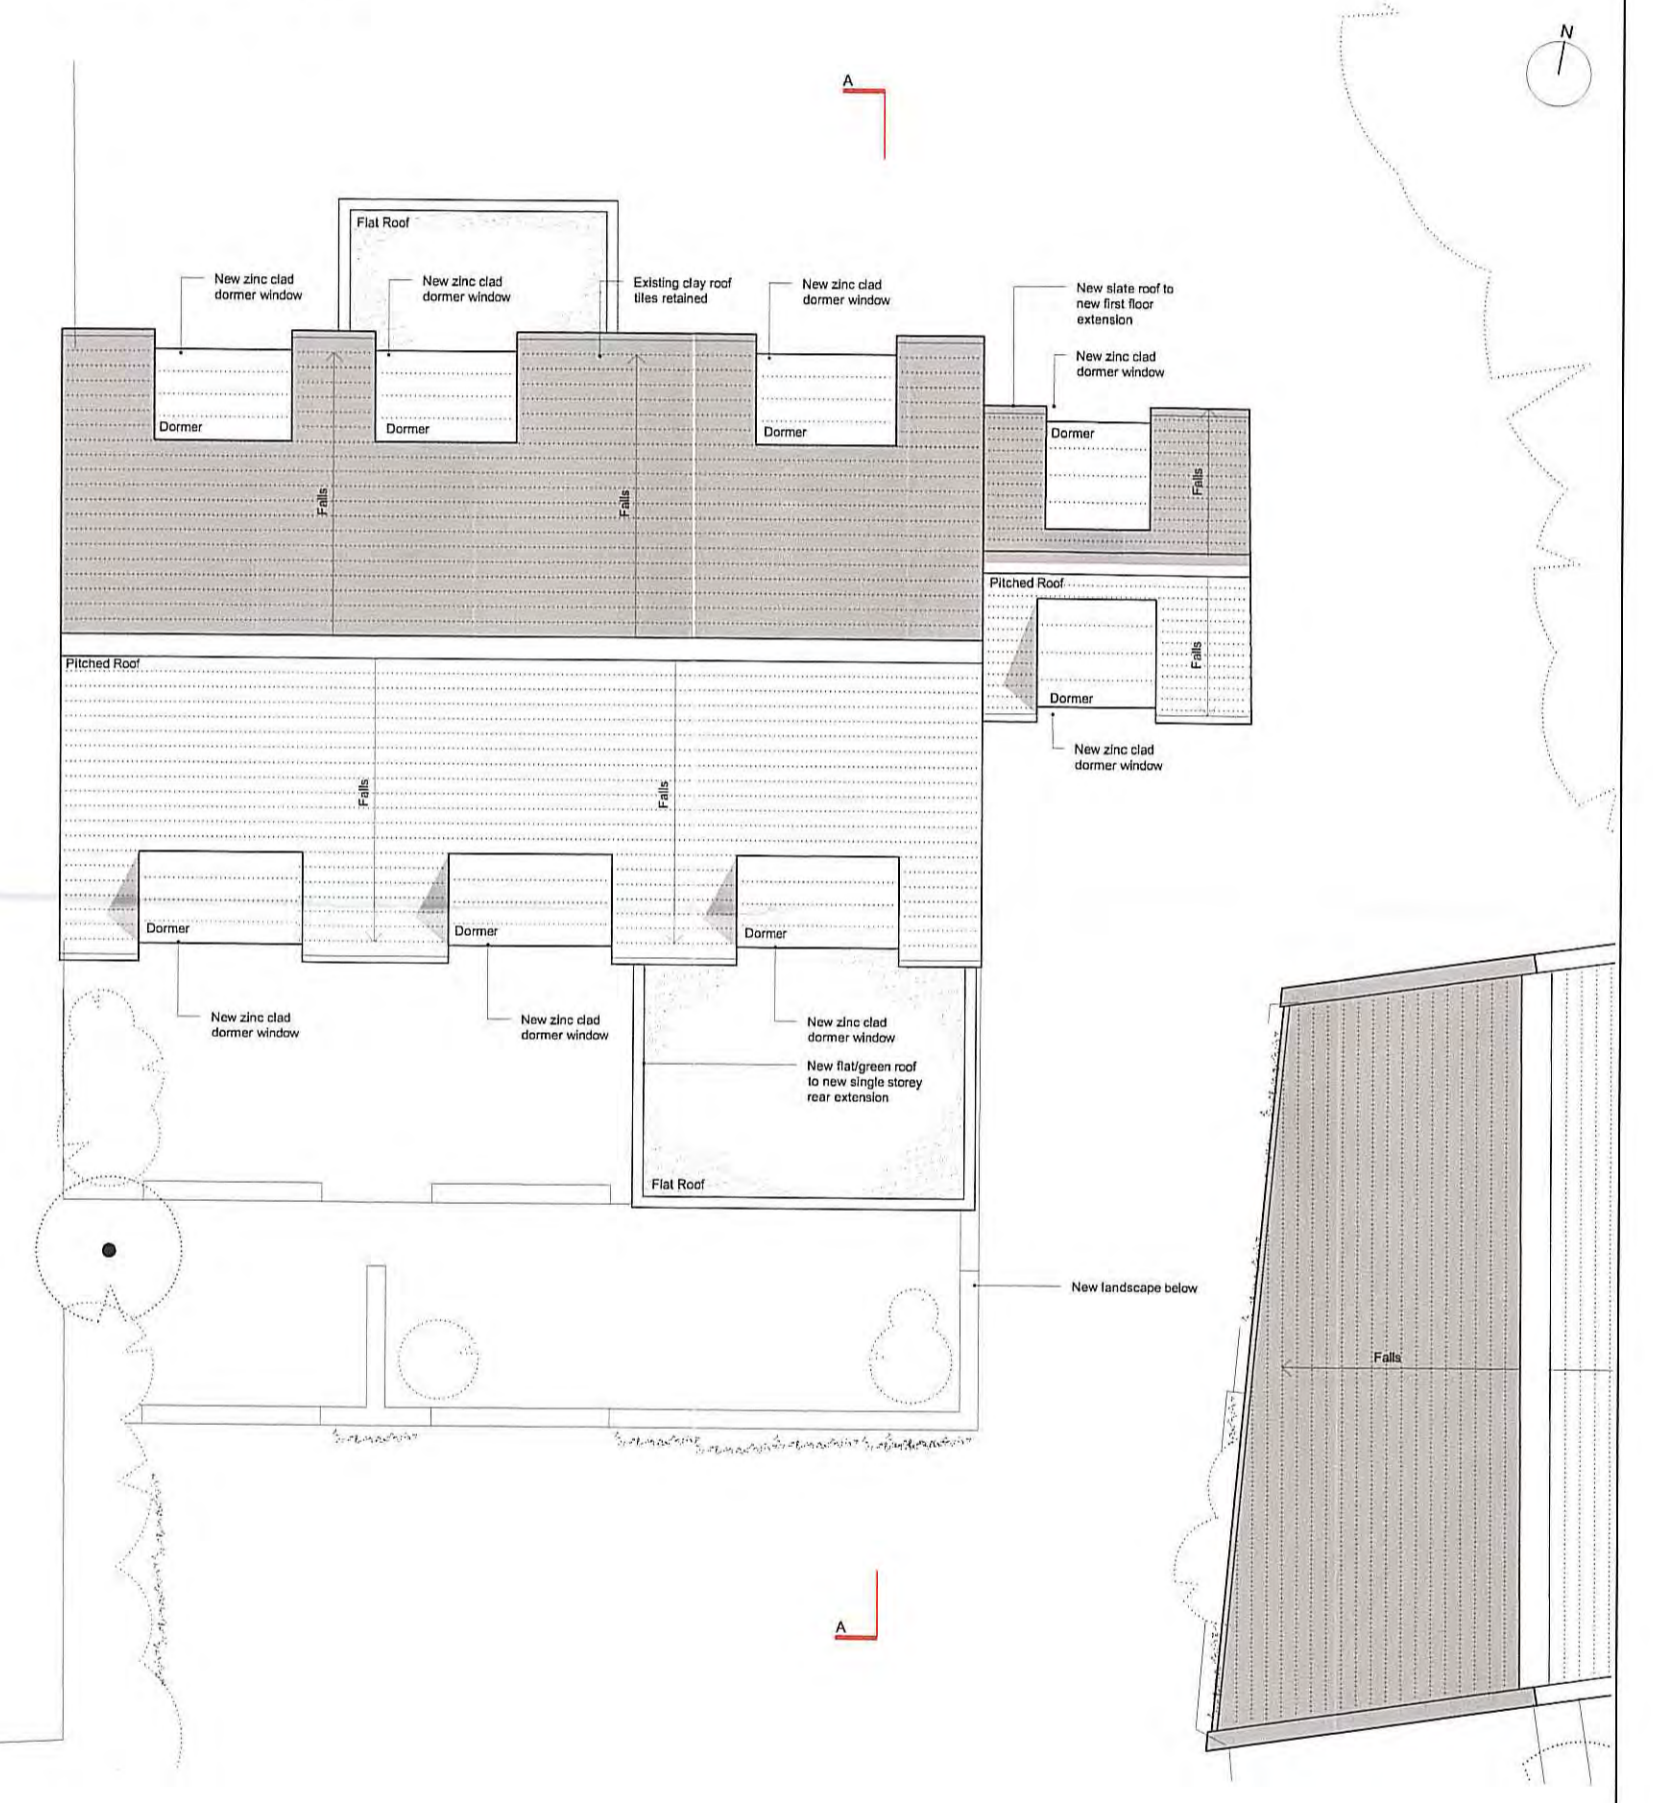 N
A
Flat Roof
New zinc clad
dormer window
New zinc clad
dormer window
Existing clay roof
tiles retained
New zinc clad
dormer window
New slate roof to
new first floor
extension
New zinc clad
dormer window
Dormer
Dormer
Dormer
Dormer
Falls
Falls
Falls
Pitched Roof
Pitched Roof
Falls
Dormer
New zinc clad
dormer window
Falls
Falls
Dormer
Dormer
Dormer
New zinc clad
dormer window
New zinc clad
dormer window
New zinc clad
dormer window
New flat/green roof
to new single storey
rear extension
Flat Roof
New landscape below
Falls
A